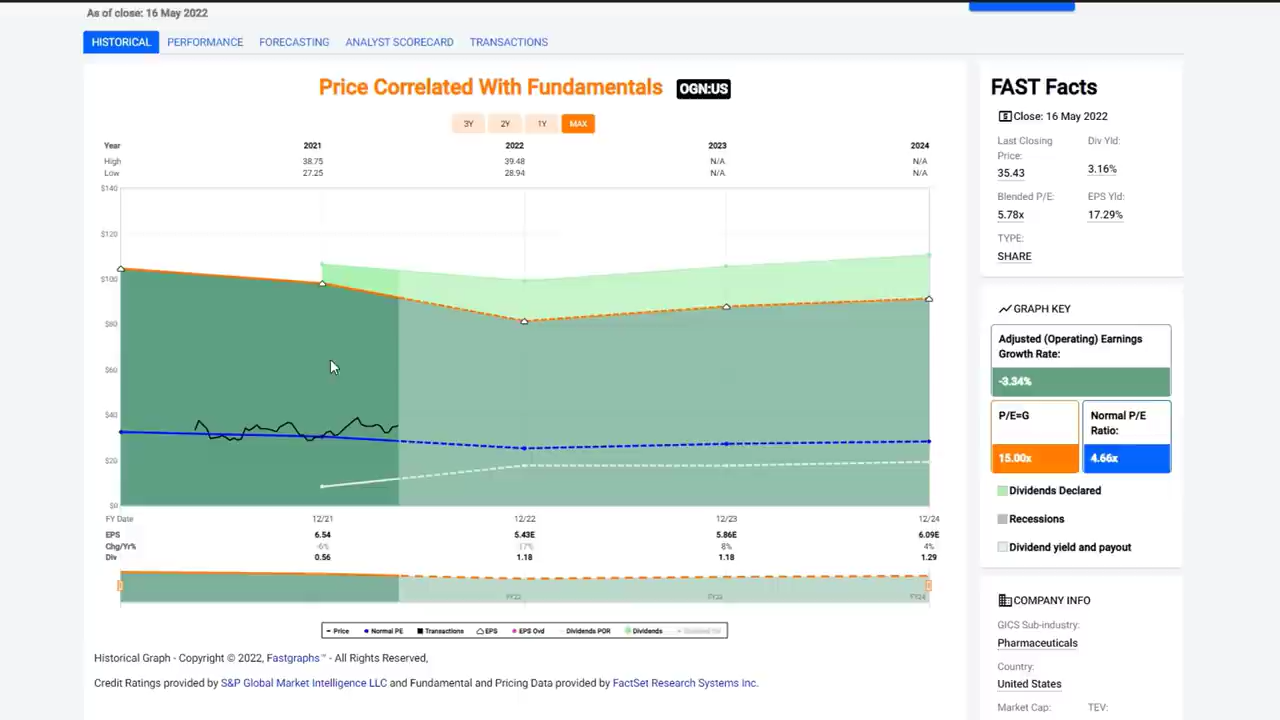 As of close: 16 May 2022
HISTORICAL PERFORMANCE FORECASTING ANALYST SCORECARD TRANSACTIONS
Price Correlated With Fundamentals OGN:US
3Y 2Y 1Y MAX
Year 2021 2022 2023 2024
High 38.75 39.48 N/A N/A
Low 27.25 28.94 N/A N/A
$140
$120
$100
$80
$60
$40
$20
$0
FY Date 12/21 12/22 12/23 12/24
EPS 6.54 5.43E 5.86E 6.09E
Chg/Yr% -6% 8% 4%
Div 0.56 1.18 1.18 1.29
FY22 FY23 FY24
Price Normal PE Transactions EPS EPS Ovd Dividends POR Dividends
Historical Graph - Copyright © 2022, Fastgraphs™ - All Rights Reserved,
Credit Ratings provided by S&P Global Market Intelligence LLC and Fundamental and Pricing Data provided by FactSet Research Systems Inc.
FAST Facts
Close: 16 May 2022
Last Closing Price: Div Yld:
35.43 3.16%
Blended P/E: EPS Yld:
5.78x 17.29%
TYPE:
SHARE
GRAPH KEY
Adjusted (Operating) Earnings
Growth Rate:
-3.34%
P/E=G Normal P/E Ratio:
15.00x 4.66x
Dividends Declared
Recessions
Dividend yield and payout
COMPANY INFO
GICS Sub-industry:
Pharmaceuticals
Country:
United States
Market Cap: TEV: